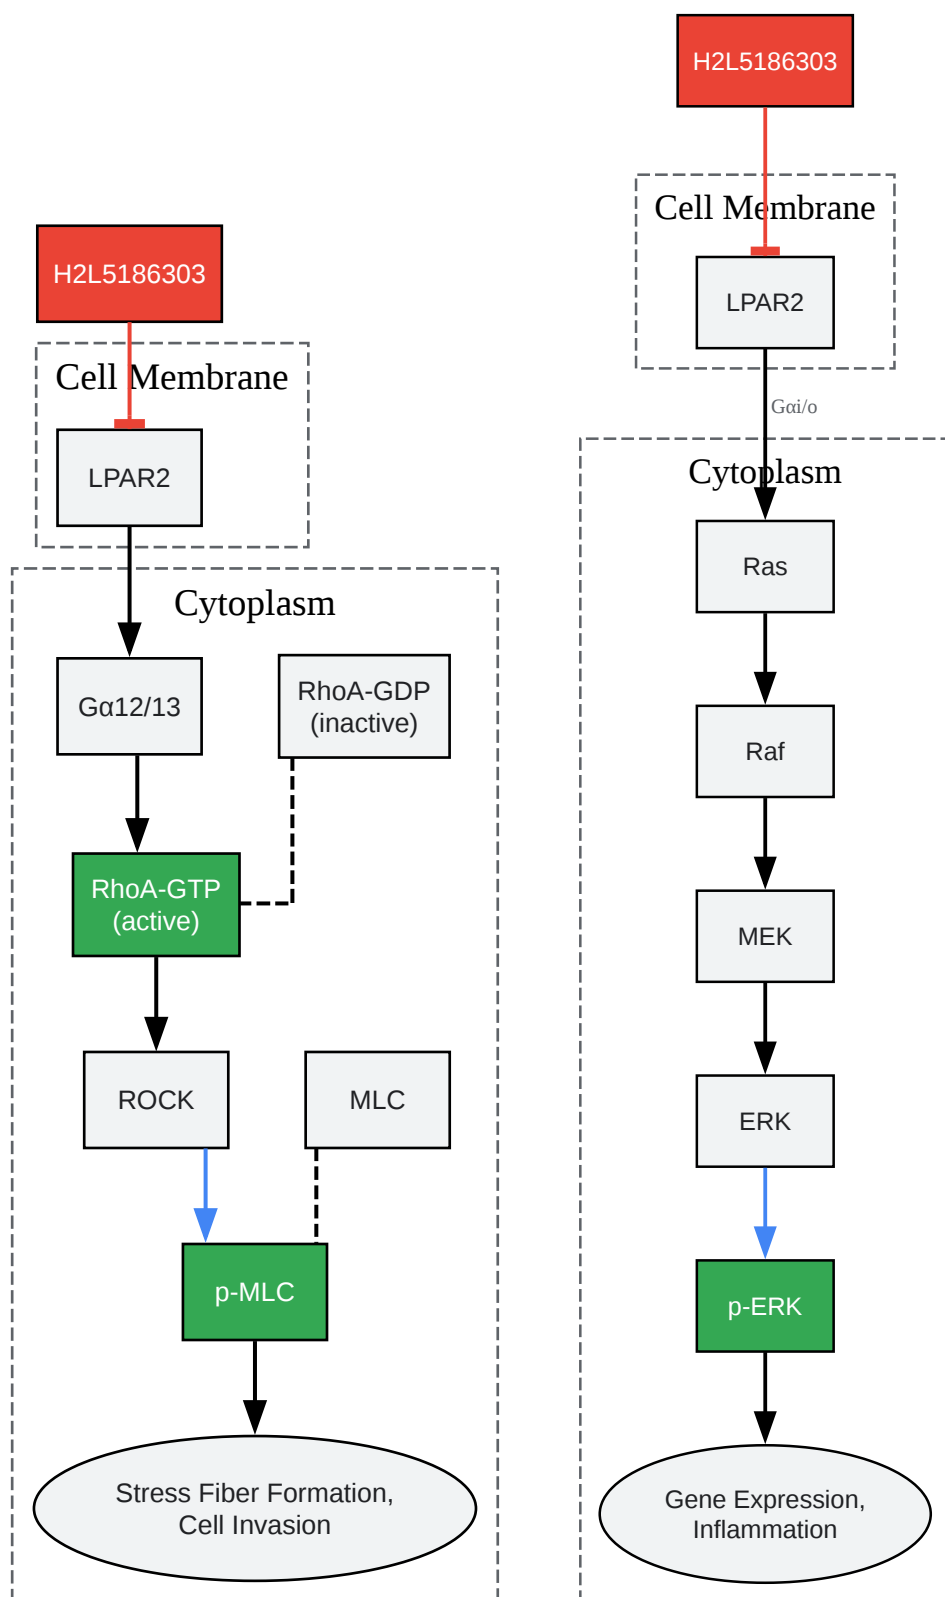 H2L5186303
Cell Membrane
LPAR2
Cytoplasm
Gα12/13
RhoA-GDP
(inactive)
RhoA-GTP
(active)
ROCK
MLC
p-MLC
Stress Fiber Formation,
Cell Invasion
H2L5186303
Cell Membrane
LPAR2
Gαi/o
Cytoplasm
Ras
Raf
MEK
ERK
p-ERK
Gene Expression,
Inflammation